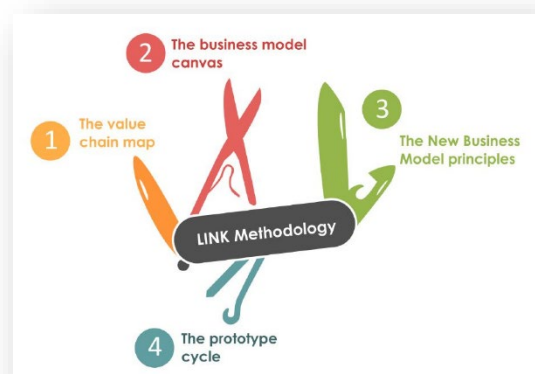 1
The value
chain map
2
The business model
canvas
3
The New Business
Model principles
LINK Methodology
4
The prototype
cycle